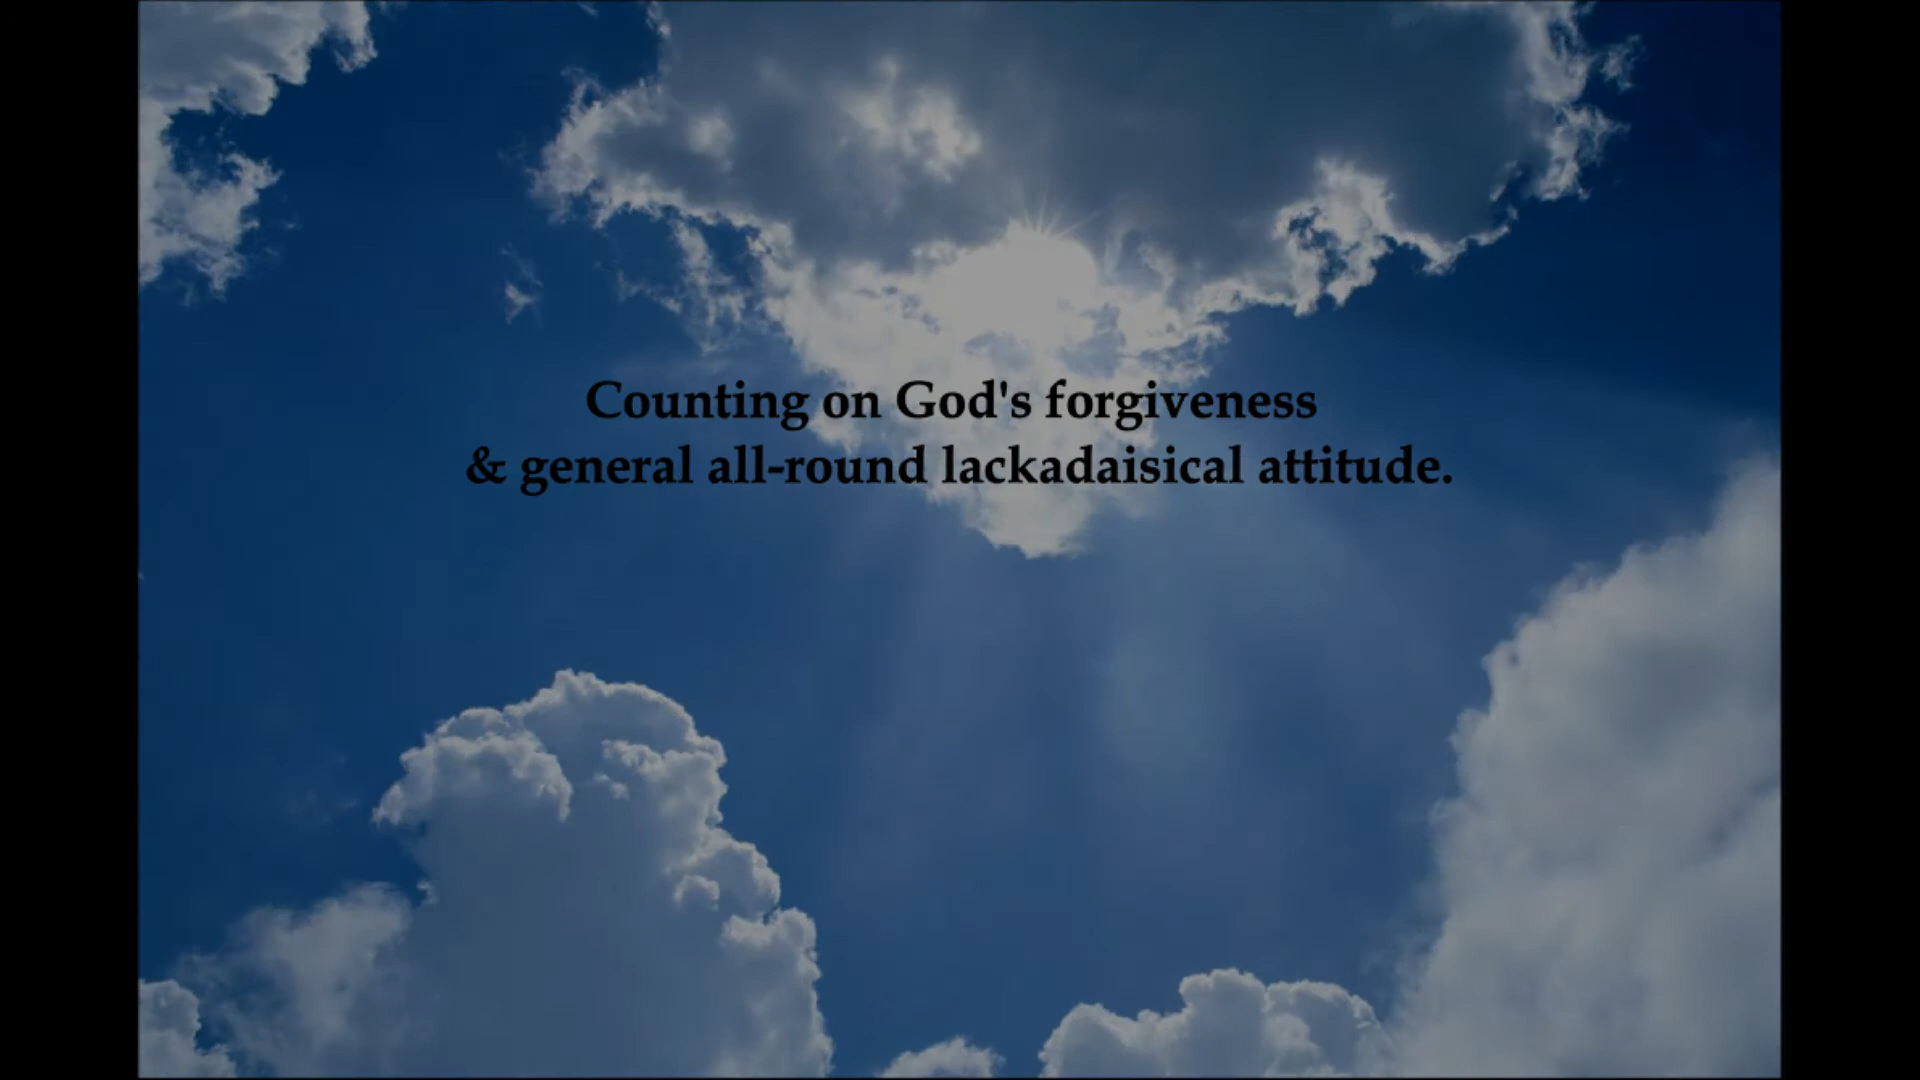 Counting on God's forgiveness
& general all-round lackadaisical attitude.